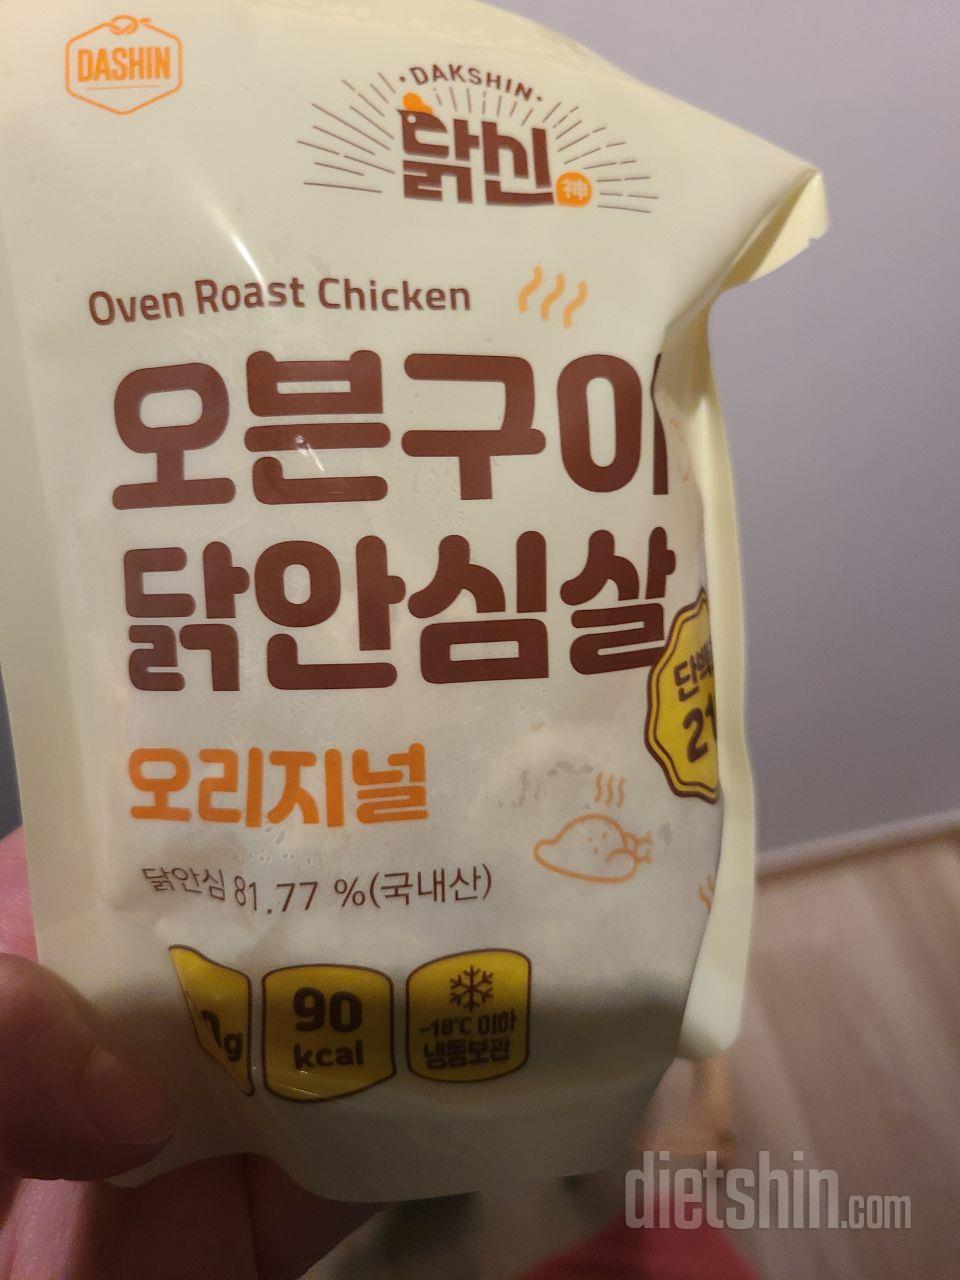 DASHIN
·DAKSHIN·
닭신
神
Oven Roast Chicken
오븐구이
닭안심살
오리지널
닭안심 81.77 %(국내산)
90
kcal
-18℃ 이하
냉동보관
dietshin.com